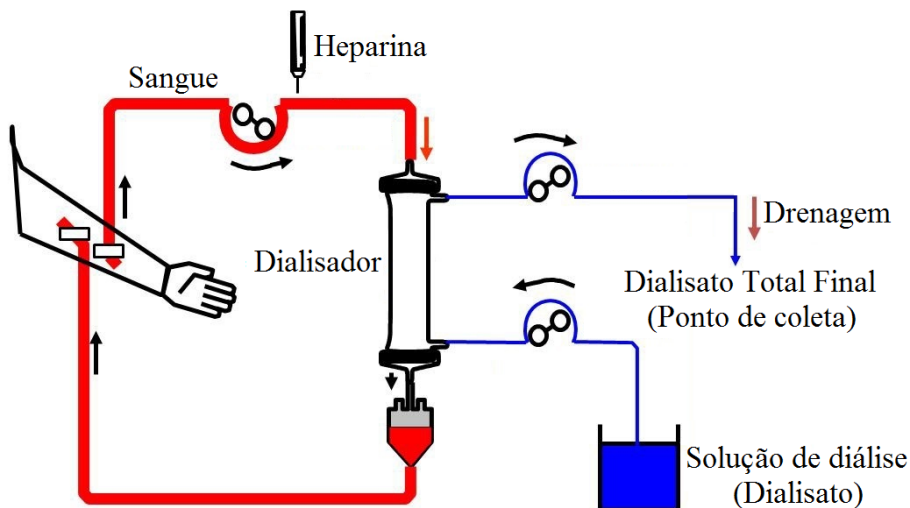 Heparina
Sangue
Dialisador
Drenagem
Dialisato Total Final
(Ponto de coleta)
Solução de diálise
(Dialisato)